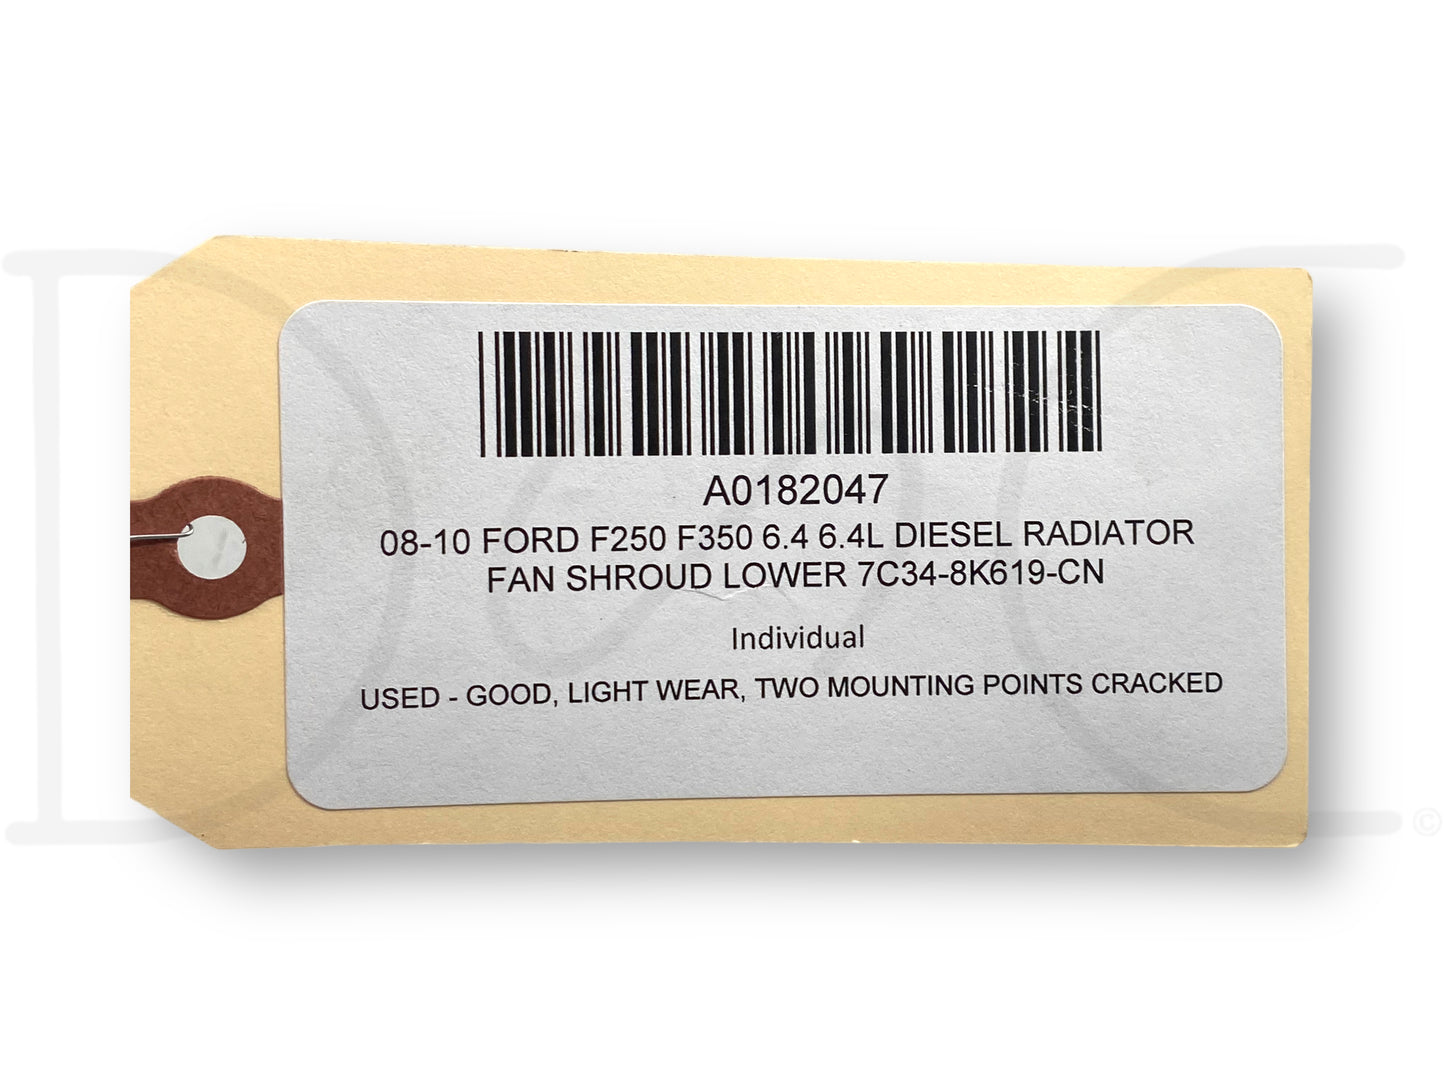 A0182047
08-10 FORD F250 F350 6.4 6.4L DIESEL RADIATOR
FAN SHROUD LOWER 7C34-8K619-CN
Individual
USED - GOOD, LIGHT WEAR, TWO MOUNTING POINTS CRACKED
©